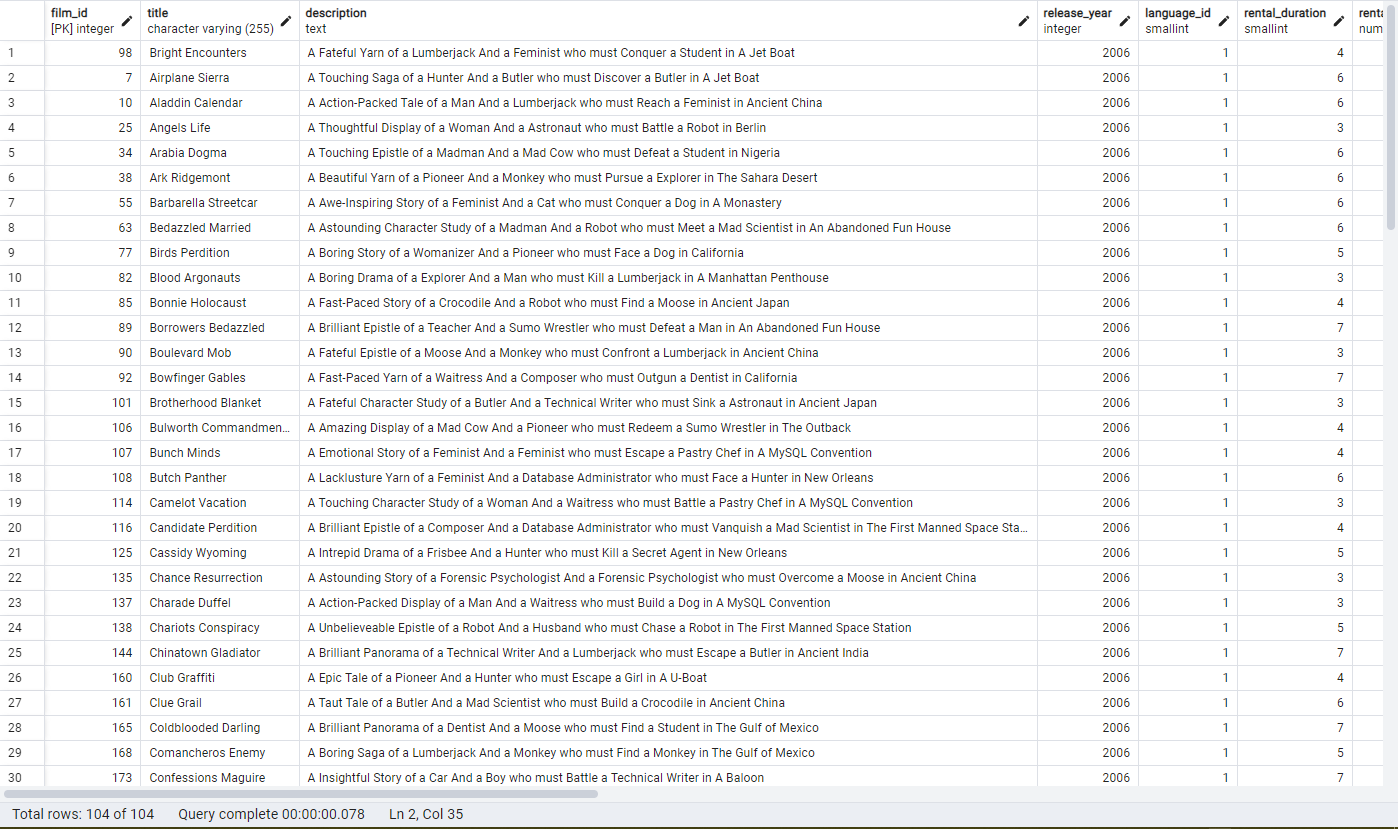 film_id title description release_year language_id rental_duration renta
[PK] integer character varying (255) text integer smallint smallint num
1 98 Bright Encounters A Fateful Yarn of a Lumberjack And a Feminist who must Conquer a Student in A Jet Boat 2006 1 4
2 7 Airplane Sierra A Touching Saga of a Hunter And a Butler who must Discover a Butler in A Jet Boat 2006 1 6
3 10 Aladdin Calendar A Action-Packed Tale of a Man And a Lumberjack who must Reach a Feminist in Ancient China 2006 1 6
4 25 Angels Life A Thoughtful Display of a Woman And a Astronaut who must Battle a Robot in Berlin 2006 1 3
5 34 Arabia Dogma A Touching Epistle of a Madman And a Mad Cow who must Defeat a Student in Nigeria 2006 1 6
6 38 Ark Ridgemont A Beautiful Yarn of a Pioneer And a Monkey who must Pursue a Explorer in The Sahara Desert 2006 1 6
7 55 Barbarella Streetcar A Awe-Inspiring Story of a Feminist And a Cat who must Conquer a Dog in A Monastery 2006 1 6
8 63 Bedazzled Married A Astounding Character Study of a Madman And a Robot who must Meet a Mad Scientist in An Abandoned Fun House 2006 1 6
9 77 Birds Perdition A Boring Story of a Womanizer And a Pioneer who must Face a Dog in California 2006 1 5
10 82 Blood Argonauts A Boring Drama of a Explorer And a Man who must Kill a Lumberjack in A Manhattan Penthouse 2006 1 3
11 85 Bonnie Holocaust A Fast-Paced Story of a Crocodile And a Robot who must Find a Moose in Ancient Japan 2006 1 4
12 89 Borrowers Bedazzled A Brilliant Epistle of a Teacher And a Sumo Wrestler who must Defeat a Man in An Abandoned Fun House 2006 1 7
13 90 Boulevard Mob A Fateful Epistle of a Moose And a Monkey who must Confront a Lumberjack in Ancient China 2006 1 3
14 92 Bowfinger Gables A Fast-Paced Yarn of a Waitress And a Composer who must Outgun a Dentist in California 2006 1 7
15 101 Brotherhood Blanket A Fateful Character Study of a Butler And a Technical Writer who must Sink a Astronaut in Ancient Japan 2006 1 3
16 106 Bulworth Commandmen... A Amazing Display of a Mad Cow And a Pioneer who must Redeem a Sumo Wrestler in The Outback 2006 1 4
17 107 Bunch Minds A Emotional Story of a Feminist And a Feminist who must Escape a Pastry Chef in A MySQL Convention 2006 1 4
18 108 Butch Panther A Lacklusture Yarn of a Feminist And a Database Administrator who must Face a Hunter in New Orleans 2006 1 6
19 114 Camelot Vacation A Touching Character Study of a Woman And a Waitress who must Battle a Pastry Chef in A MySQL Convention 2006 1 3
20 116 Candidate Perdition A Brilliant Epistle of a Composer And a Database Administrator who must Vanquish a Mad Scientist in The First Manned Space Sta... 2006 1 4
21 125 Cassidy Wyoming A Intrepid Drama of a Frisbee And a Hunter who must Kill a Secret Agent in New Orleans 2006 1 5
22 135 Chance Resurrection A Astounding Story of a Forensic Psychologist And a Forensic Psychologist who must Overcome a Moose in Ancient China 2006 1 3
23 137 Charade Duffel A Action-Packed Display of a Man And a Waitress who must Build a Dog in A MySQL Convention 2006 1 3
24 138 Chariots Conspiracy A Unbelieveable Epistle of a Robot And a Husband who must Chase a Robot in The First Manned Space Station 2006 1 5
25 144 Chinatown Gladiator A Brilliant Panorama of a Technical Writer And a Lumberjack who must Escape a Butler in Ancient India 2006 1 7
26 160 Club Graffiti A Epic Tale of a Pioneer And a Hunter who must Escape a Girl in A U-Boat 2006 1 4
27 161 Clue Grail A Taut Tale of a Butler And a Mad Scientist who must Build a Crocodile in Ancient China 2006 1 6
28 165 Coldblooded Darling A Brilliant Panorama of a Dentist And a Moose who must Find a Student in The Gulf of Mexico 2006 1 7
29 168 Comancheros Enemy A Boring Saga of a Lumberjack And a Monkey who must Find a Monkey in The Gulf of Mexico 2006 1 5
30 173 Confessions Maguire A Insightful Story of a Car And a Boy who must Battle a Technical Writer in A Baloon 2006 1 7
Total rows: 104 of 104 Query complete 00:00:00.078 Ln 2, Col 35